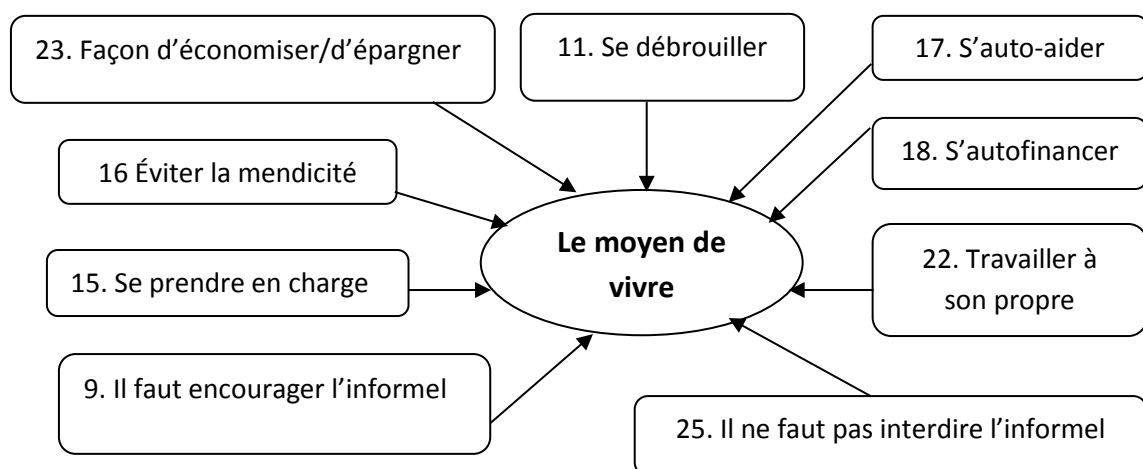 23. Façon d’économiser/d’épargner
11. Se débrouiller
17. S’auto-aider
18. S’autofinancer
16 Éviter la mendicité
Le moyen de
vivre
22. Travailler à
son propre
15. Se prendre en charge
9. Il faut encourager l’informel
25. Il ne faut pas interdire l’informel